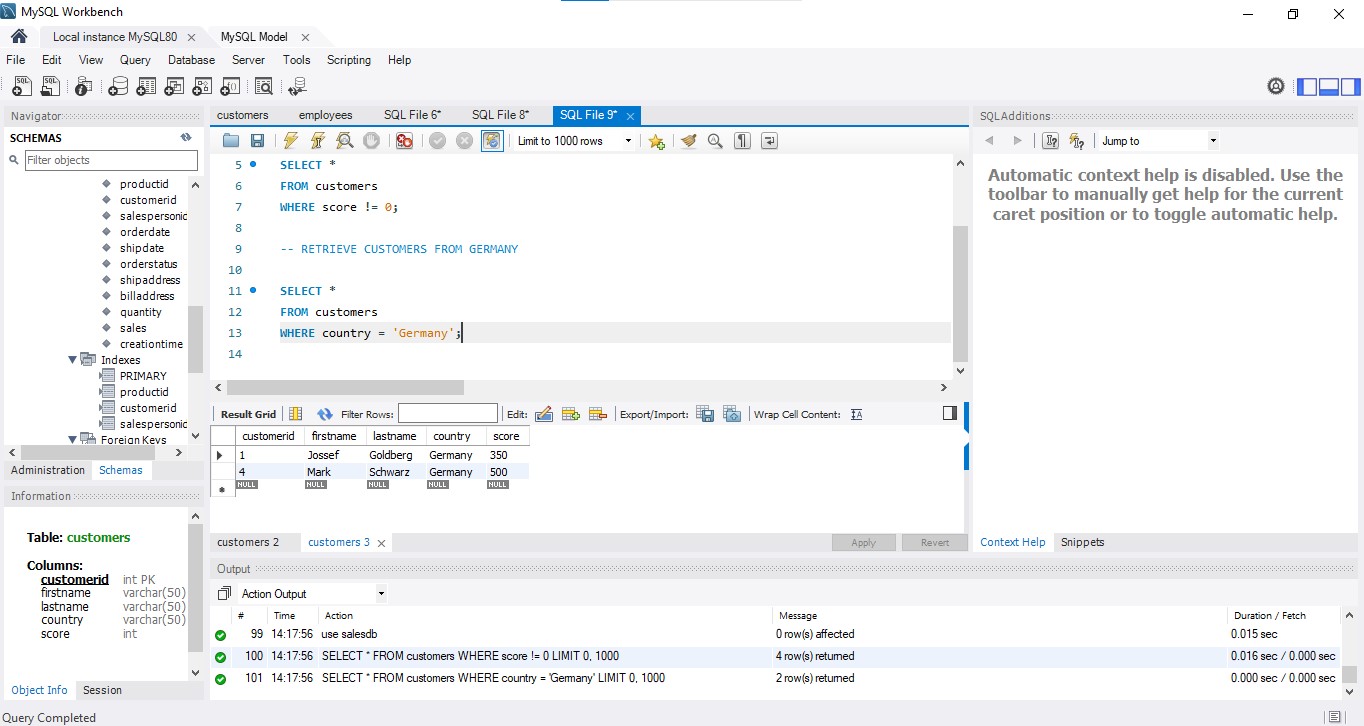 MySQL Workbench
Local instance MySQL80 × MySQL Model ×
File Edit View Query Database Server Tools Scripting Help
Navigator
SCHEMAS
Filter objects
productid
customerid
salespersonid
orderdate
shipdate
orderstatus
shipaddress
billaddress
quantity
sales
creationtime
Indexes
PRIMARY
productid
customerid
salespersonid
Foreign Keys
Administration Schemas
Information
Table: customers
Columns:
customerid int PK
firstname varchar(50)
lastname varchar(50)
country varchar(50)
score int
Object Info Session
customers employees SQL File 6* SQL File 8* SQL File 9* ×
Limit to 1000 rows
5 SELECT *
6 FROM customers
7 WHERE score != 0;
8
9 -- RETRIEVE CUSTOMERS FROM GERMANY
10
11 SELECT *
12 FROM customers
13 WHERE country = 'Germany';
14
Result Grid Filter Rows: Edit: Export/Import: Wrap Cell Content:
customerid firstname lastname country score
1 Jossef Goldberg Germany 350
4 Mark Schwarz Germany 500
NULL NULL NULL NULL NULL
customers 2 customers 3 × Apply Revert
SQLAdditions
Jump to
Automatic context help is disabled. Use the
toolbar to manually get help for the current
caret position or to toggle automatic help.
Context Help Snippets
Output
Action Output
# Time Action Message Duration / Fetch
99 14:17:56 use salesdb 0 row(s) affected 0.015 sec
100 14:17:56 SELECT * FROM customers WHERE score != 0 LIMIT 0, 1000 4 row(s) returned 0.016 sec / 0.000 sec
101 14:17:56 SELECT * FROM customers WHERE country = 'Germany' LIMIT 0, 1000 2 row(s) returned 0.000 sec / 0.000 sec
Query Completed